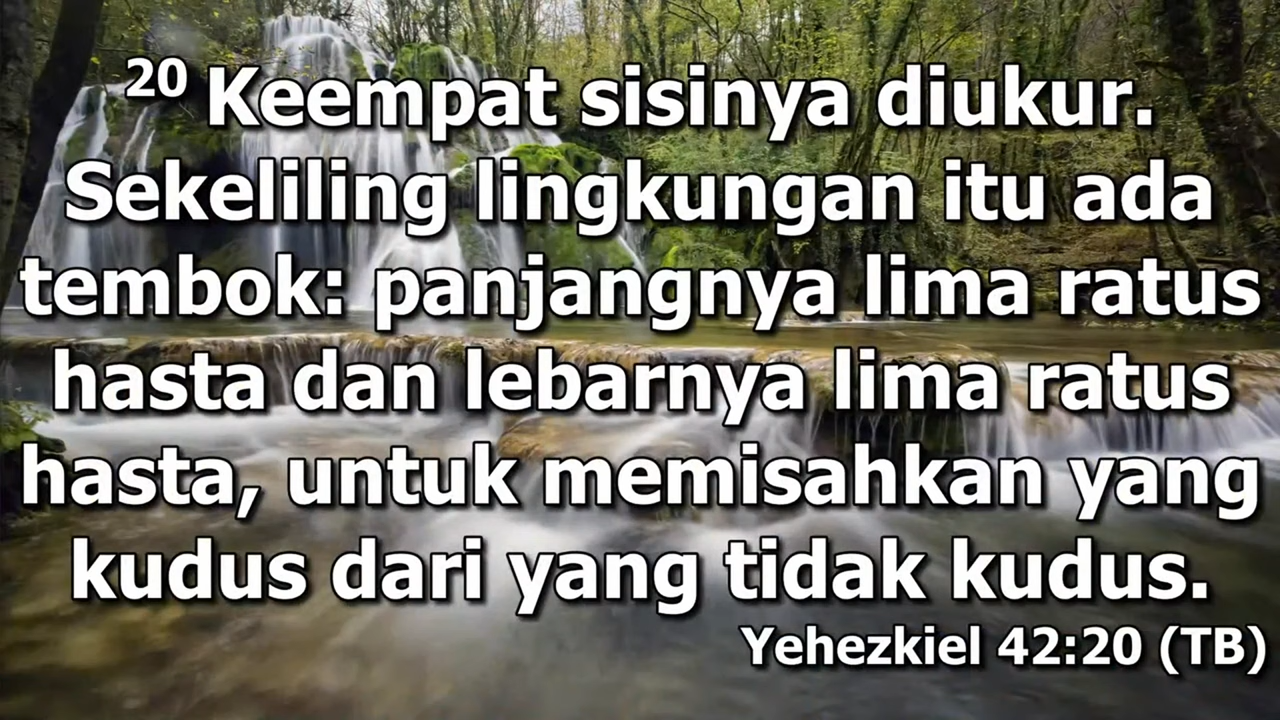 20 Keempat sisinya diukur.
Sekeliling lingkungan itu ada
tembok: panjangnya lima ratus
hasta dan lebarnya lima ratus
hasta, untuk memisahkan yang
kudus dari yang tidak kudus.
Yehezkiel 42:20 (TB)